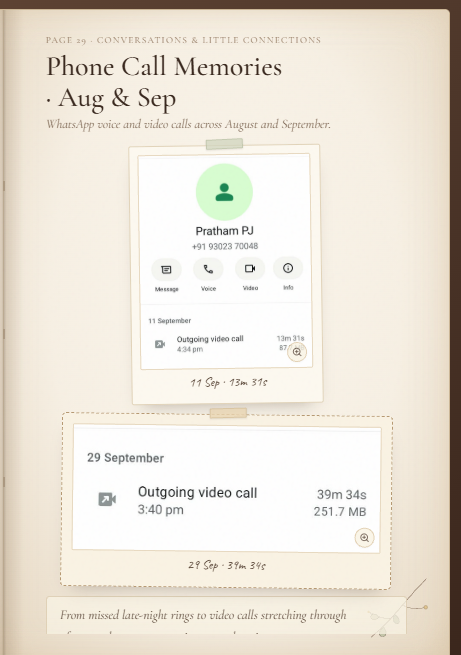 PAGE 29 · CONVERSATIONS & LITTLE CONNECTIONS
Phone Call Memories
· Aug & Sep
WhatsApp voice and video calls across August and September.
Pratham PJ
+91 93023 70048
Message Voice Video Info
11 September
Outgoing video call 13m 31s
4:34 pm 87
11 Sep · 13m 31s
29 September
Outgoing video call 39m 34s
3:40 pm 251.7 MB
29 Sep · 39m 34s
From missed late-night rings to video calls stretching through